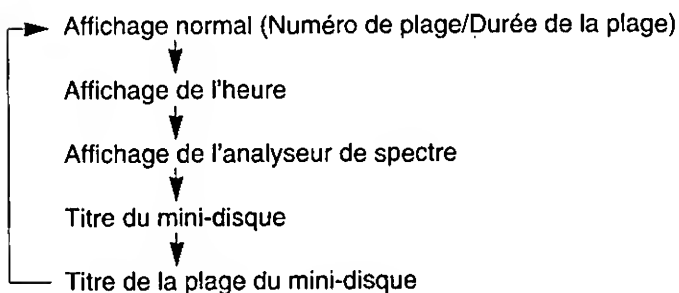 Affichage normal (Numéro de plage/Durée de la plage)
Affichage de l'heure
Affichage de l'analyseur de spectre
Titre du mini-disque
Titre de la plage du mini-disque